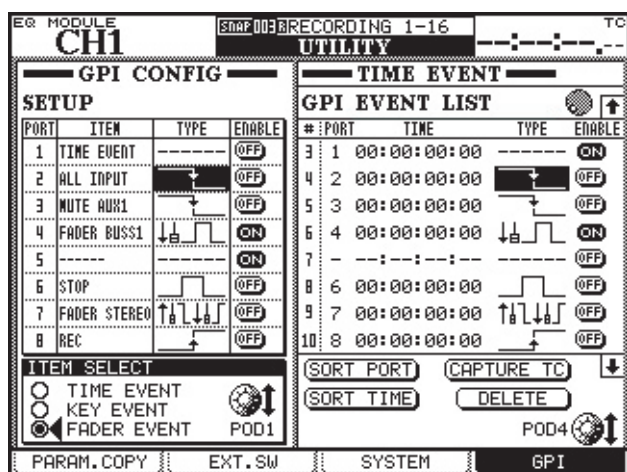 EQ MODULE
CH1
SNAP 003 R RECORDING 1-16
UTILITY
TC
--:--:--.--
GPI CONFIG
SETUP
PORT ITEM TYPE ENABLE
1 TIME EVENT ------ OFF
2 ALL INPUT OFF
3 MUTE AUX1 OFF
4 FADER BUSS1 ON
5 ------ ------ ON
6 STOP OFF
7 FADER STEREO OFF
8 REC OFF
ITEM SELECT
TIME EVENT
KEY EVENT
FADER EVENT
POD1
TIME EVENT
GPI EVENT LIST
# PORT TIME TYPE ENABLE
3 1 00:00:00:00 ------ ON
4 2 00:00:00:00 OFF
5 3 00:00:00:00 OFF
6 4 00:00:00:00 ON
7 - --:--:--:-- ------ OFF
8 6 00:00:00:00 OFF
9 7 00:00:00:00 OFF
10 8 00:00:00:00 OFF
SORT PORT CAPTURE TC
SORT TIME DELETE
POD4
PARAM.COPY EXT.SW SYSTEM GPI